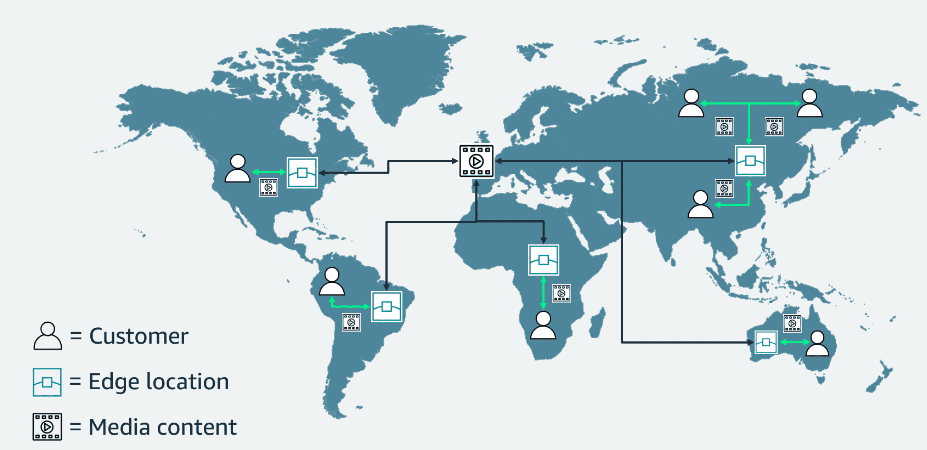 = Customer
= Edge location
= Media content